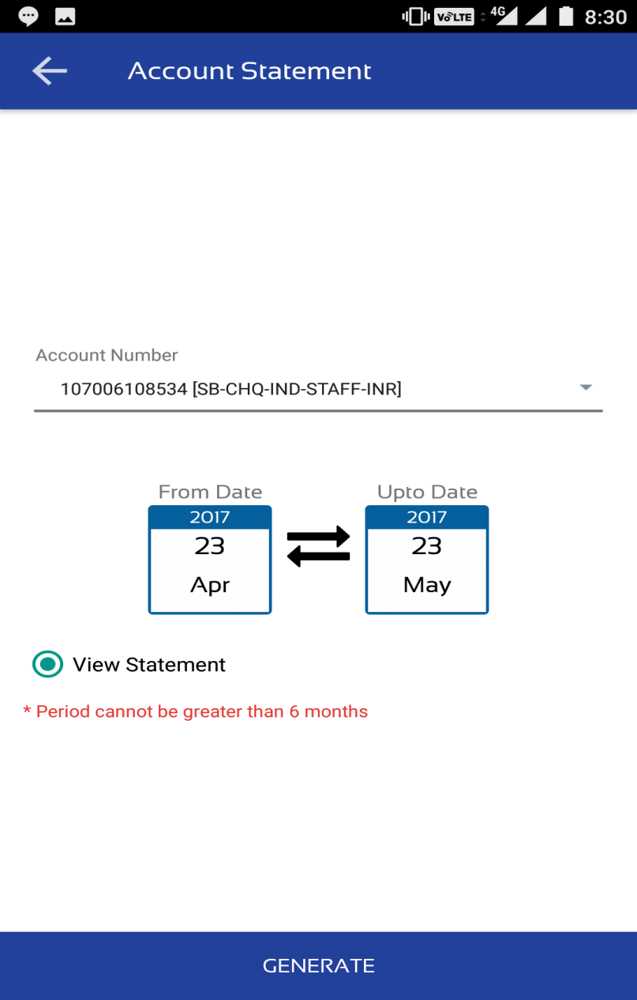 VoLTE 4G 8:30
Account Statement
Account Number
107006108534 [SB-CHQ-IND-STAFF-INR]
From Date Upto Date
2017 2017
23 23
Apr May
View Statement
* Period cannot be greater than 6 months
GENERATE